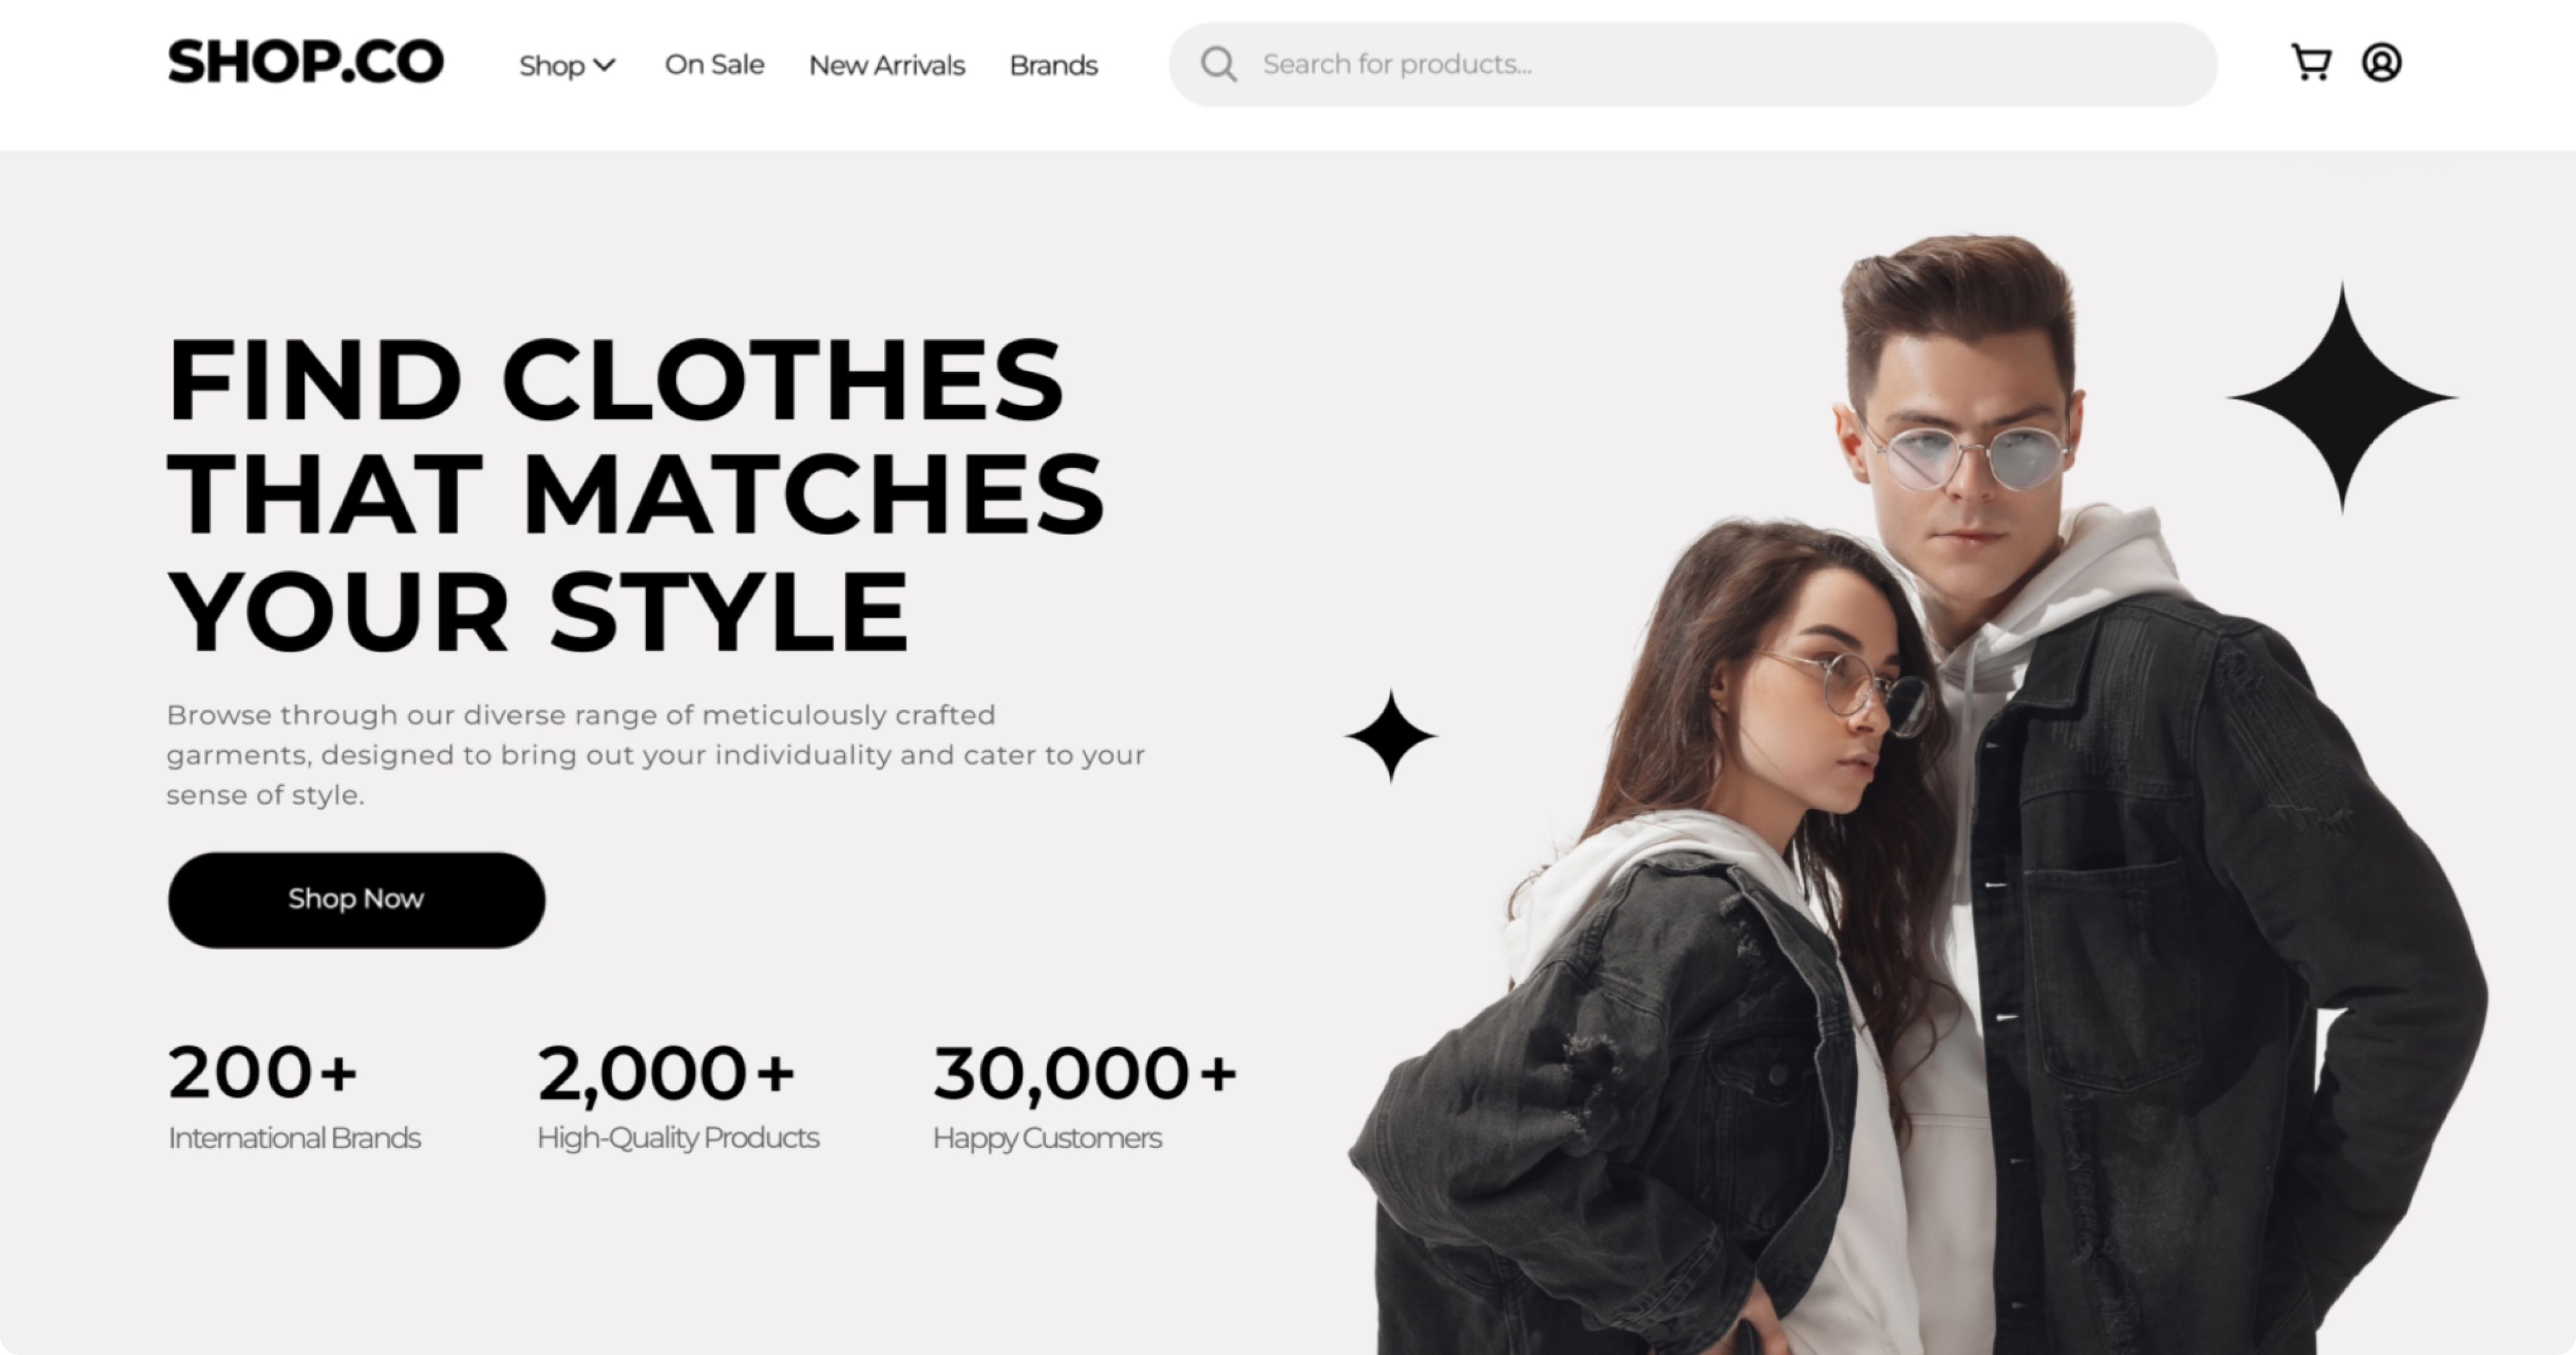 SHOP.CO
Shop
On Sale
New Arrivals
Brands
Search for products...
FIND CLOTHES
THAT MATCHES
YOUR STYLE
Browse through our diverse range of meticulously crafted
garments, designed to bring out your individuality and cater to your
sense of style.
Shop Now
200+
International Brands
2,000+
High-Quality Products
30,000+
Happy Customers